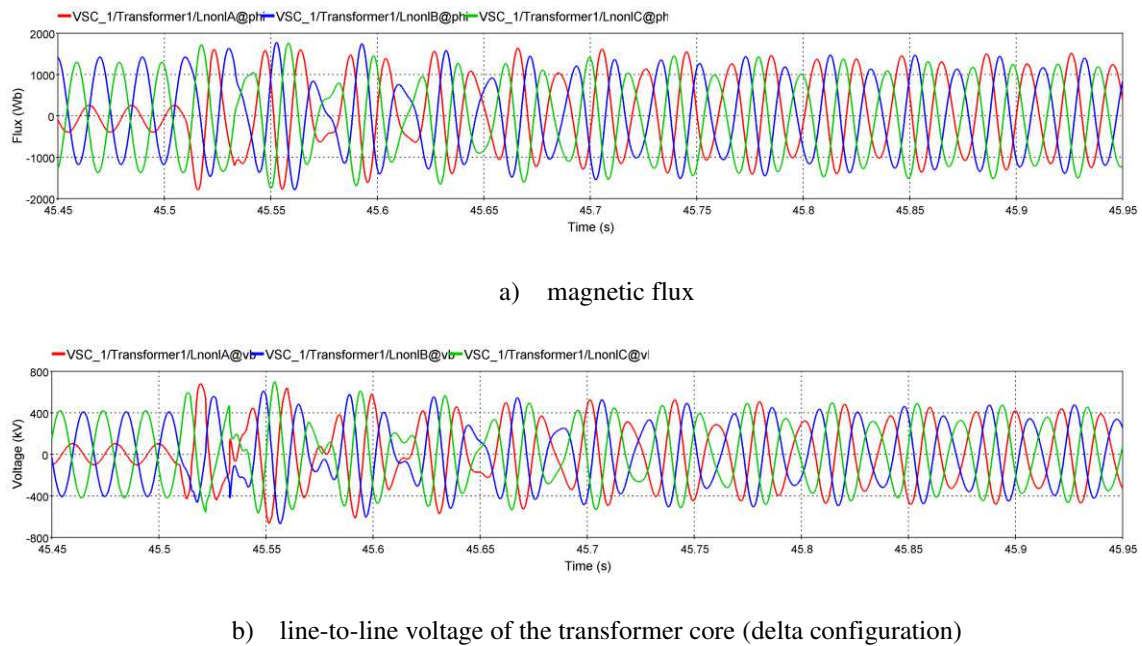 VSC_1/Transformer1/LnonlA@phi VSC_1/Transformer1/LnonlB@phi VSC_1/Transformer1/LnonlC@ph
2000
1000
0
-1000
-2000
Flux (Wb)
45.45 45.5 45.55 45.6 45.65 45.7 45.75 45.8 45.85 45.9 45.95
Time (s)
a) magnetic flux
VSC_1/Transformer1/LnonlA@vb VSC_1/Transformer1/LnonlB@vb VSC_1/Transformer1/LnonlC@vl
800
400
0
-400
-800
Voltage (kV)
45.45 45.5 45.55 45.6 45.65 45.7 45.75 45.8 45.85 45.9 45.95
Time (s)
b) line-to-line voltage of the transformer core (delta configuration)